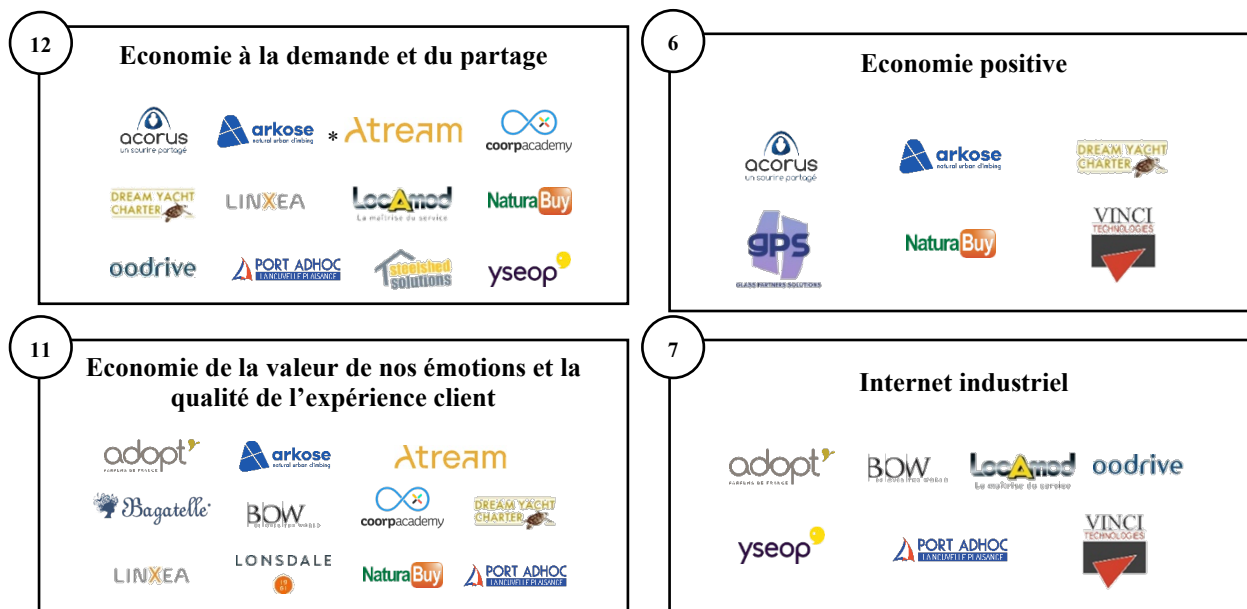 12
Economie à la demande et du partage
acorus
un sourire partagé
arkose
natural urban climbing
*
Atream
coorpacademy
DREAM YACHT
CHARTER
LINXEA
LocAmod
La maîtrise du service
NaturaBuy
oodrive
PORT ADHOC
LA NOUVELLE PLAISANCE
steelshed
solutions
yseop
6
Economie positive
acorus
un sourire partagé
arkose
natural urban climbing
DREAM YACHT
CHARTER
GPS
GLASS PARTNERS SOLUTIONS
NaturaBuy
VINCI
TECHNOLOGIES
11
Economie de la valeur de nos émotions et la
qualité de l'expérience client
adopt'
PARFUMS DE FRANCE
arkose
natural urban climbing
Atream
Bagatelle
BOW
coorpacademy
DREAM YACHT
CHARTER
LINXEA
LONSDALE
NaturaBuy
PORT ADHOC
LA NOUVELLE PLAISANCE
7
Internet industriel
adopt'
PARFUMS DE FRANCE
BOW
LocAmod
La maîtrise du service
oodrive
yseop
PORT ADHOC
LA NOUVELLE PLAISANCE
VINCI
TECHNOLOGIES